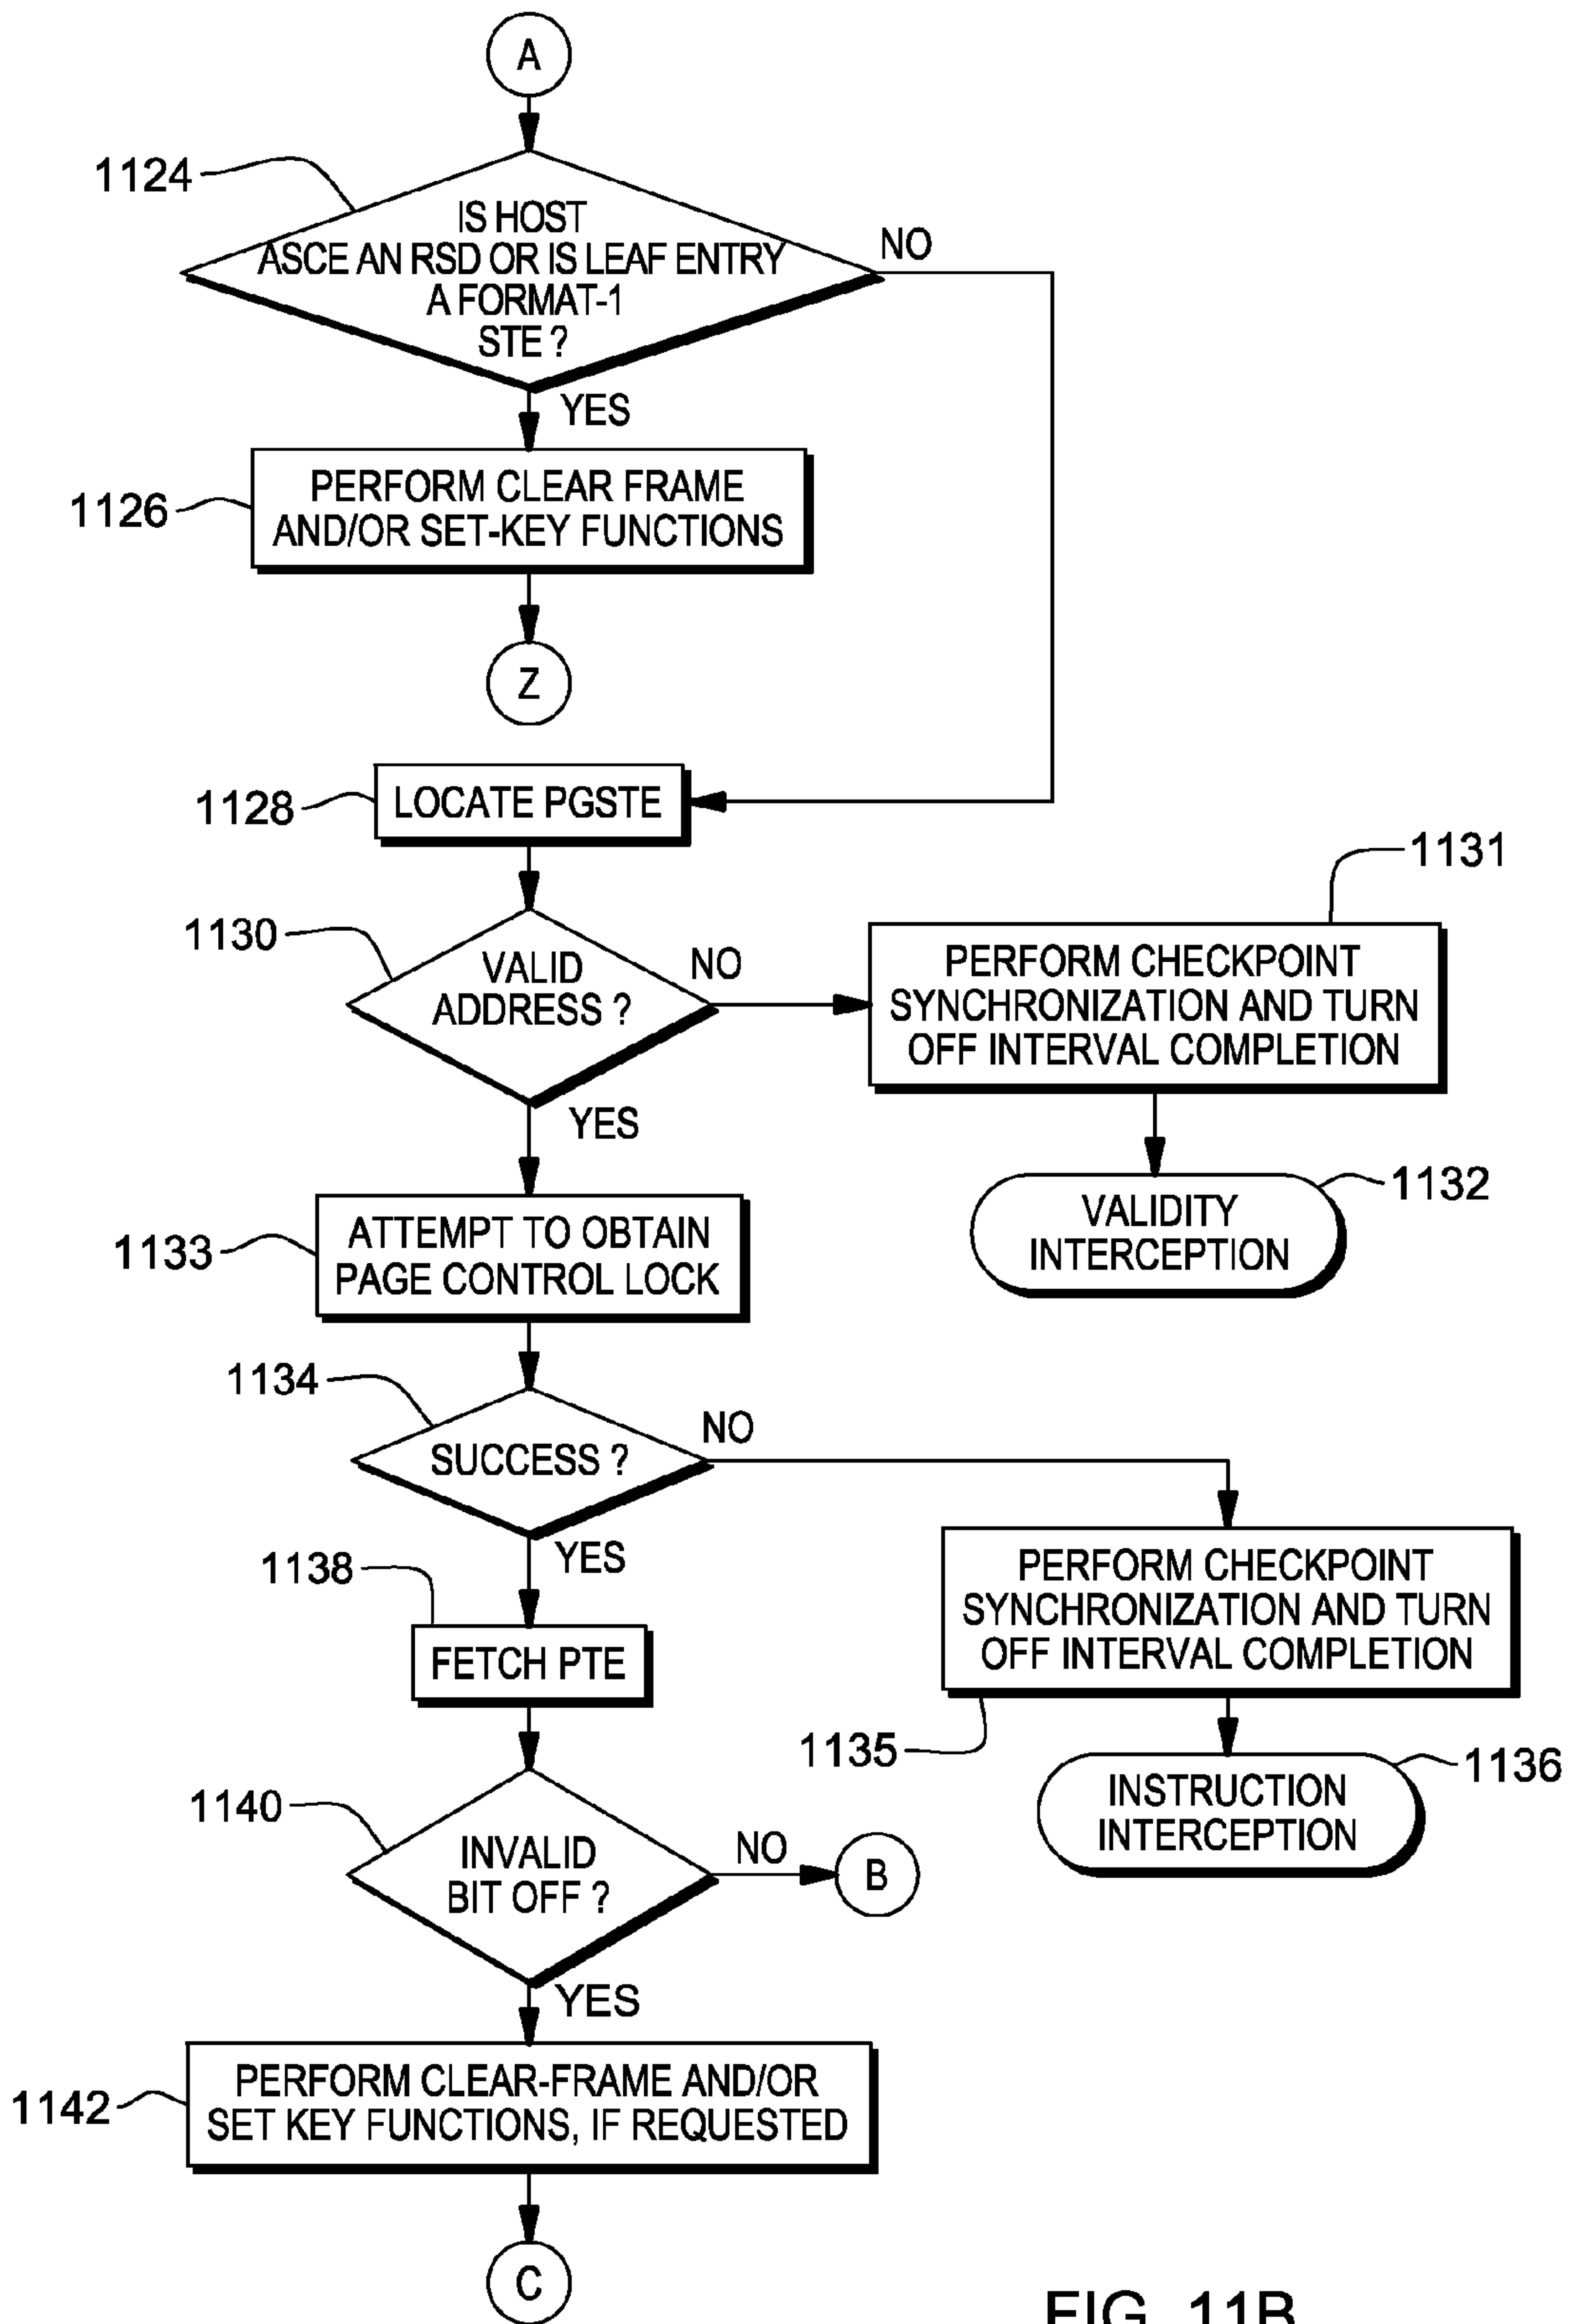 A
1124
IS HOST
ASCE AN RSD OR IS LEAF ENTRY
A FORMAT-1
STE ?
NO
YES
1126
PERFORM CLEAR FRAME
AND/OR SET-KEY FUNCTIONS
Z
1128
LOCATE PGSTE
1130
VALID
ADDRESS ?
NO
YES
1131
PERFORM CHECKPOINT
SYNCHRONIZATION AND TURN
OFF INTERVAL COMPLETION
1132
VALIDITY
INTERCEPTION
1133
ATTEMPT TO OBTAIN
PAGE CONTROL LOCK
1134
SUCCESS ?
NO
YES
1135
PERFORM CHECKPOINT
SYNCHRONIZATION AND TURN
OFF INTERVAL COMPLETION
1136
INSTRUCTION
INTERCEPTION
1138
FETCH PTE
1140
INVALID
BIT OFF ?
NO
B
YES
1142
PERFORM CLEAR-FRAME AND/OR
SET KEY FUNCTIONS, IF REQUESTED
C
FIG. 11B